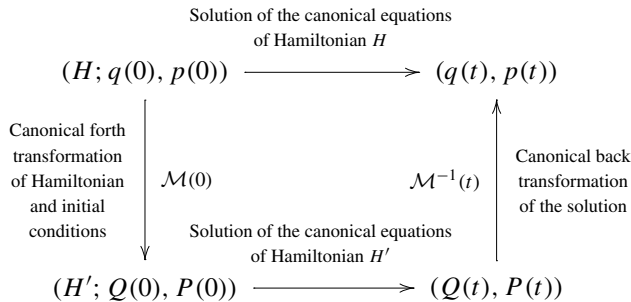 Solution of the canonical equations
of Hamiltonian H
(H; q(0), p(0))
(q(t), p(t))
Canonical forth
transformation
of Hamiltonian
and initial
conditions
ℳ(0)
ℳ⁻¹(t)
Canonical back
transformation
of the solution
Solution of the canonical equations
of Hamiltonian H′
(H′; Q(0), P(0))
(Q(t), P(t))